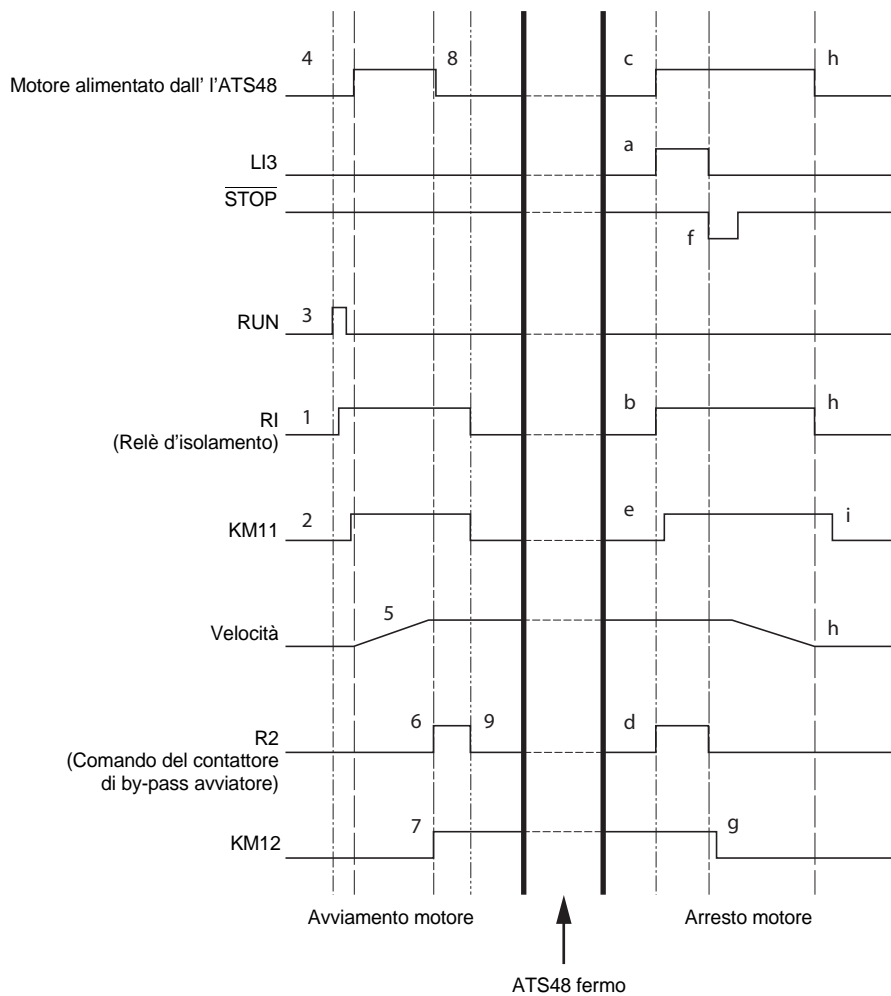 4 8 c h
Motore alimentato dall' l'ATS48
a
LI3
STOP
f
3
RUN
1 b h
RI
(Relè d'isolamento)
2 e i
KM11
5
Velocità h
6 9 d
R2
(Comando del contattore
di by-pass avviatore)
7 g
KM12
Avviamento motore Arresto motore
ATS48 fermo